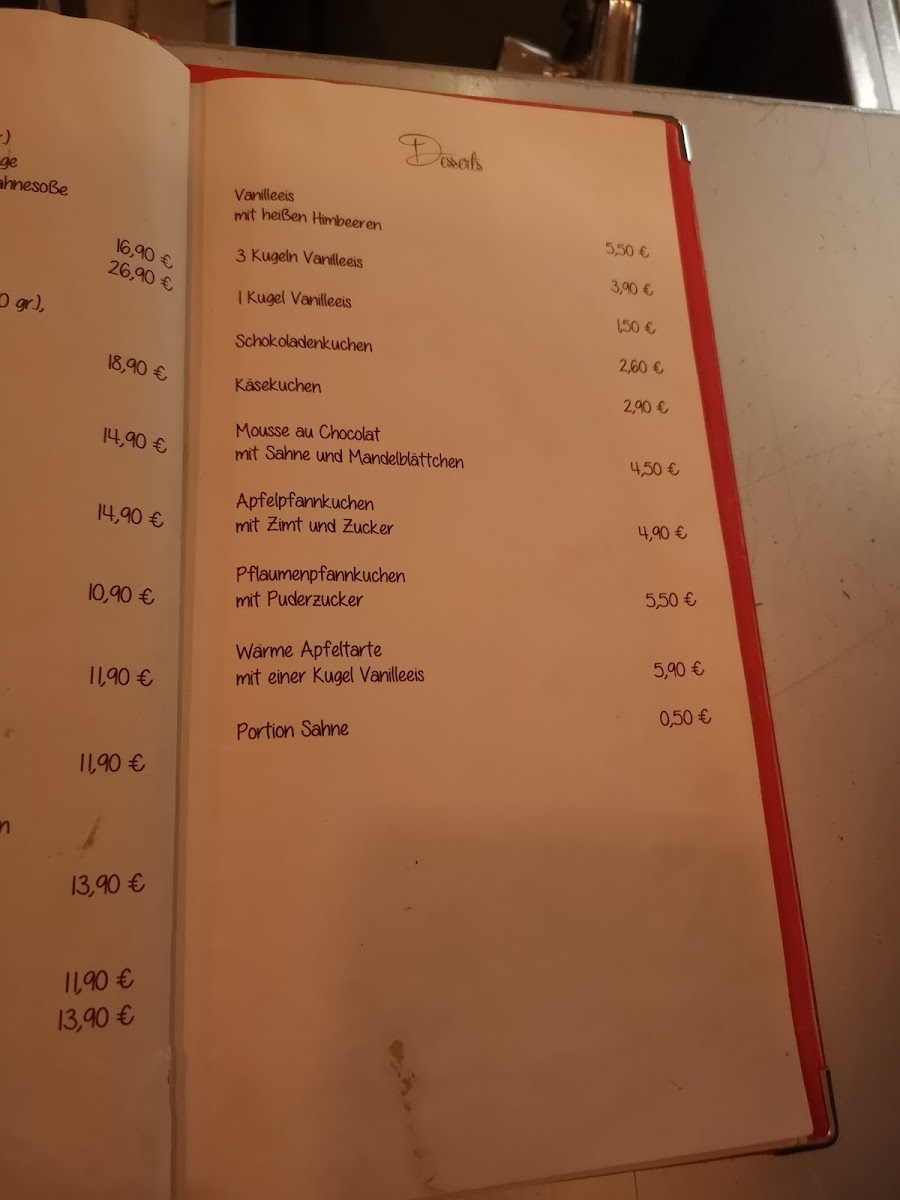 .)
ge
ahnesoße
16,90 €
26,90 €
0 gr.),
18,90 €
14,90 €
14,90 €
10,90 €
11,90 €
11,90 €
n
13,90 €
11,90 €
13,90 €
Desserts
Vanilleeis
mit heißen Himbeeren
5,50 €
3 Kugeln Vanilleeis
3,90 €
1 Kugel Vanilleeis
1,50 €
Schokoladenkuchen
2,60 €
Käsekuchen
2,90 €
Mousse au Chocolat
mit Sahne und Mandelblättchen
4,50 €
Apfelpfannkuchen
mit Zimt und Zucker
4,90 €
Pflaumenpfannkuchen
mit Puderzucker
5,50 €
Warme Apfeltarte
mit einer Kugel Vanilleeis
5,90 €
Portion Sahne
0,50 €